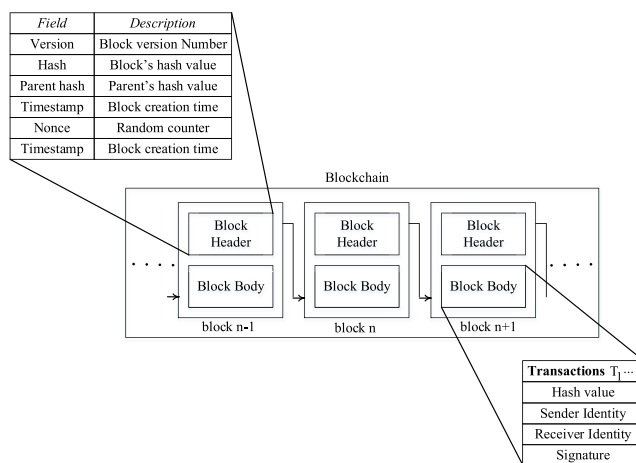 Field Description
Version Block version Number
Hash Block's hash value
Parent hash Parent's hash value
Timestamp Block creation time
Nonce Random counter
Timestamp Block creation time
Blockchain
Block Header
Block Header
Block Header
. . . . .
. . . . .
Block Body
Block Body
Block Body
block n-1
block n
block n+1
Transactions T1...
Hash value
Sender Identity
Receiver Identity
Signature